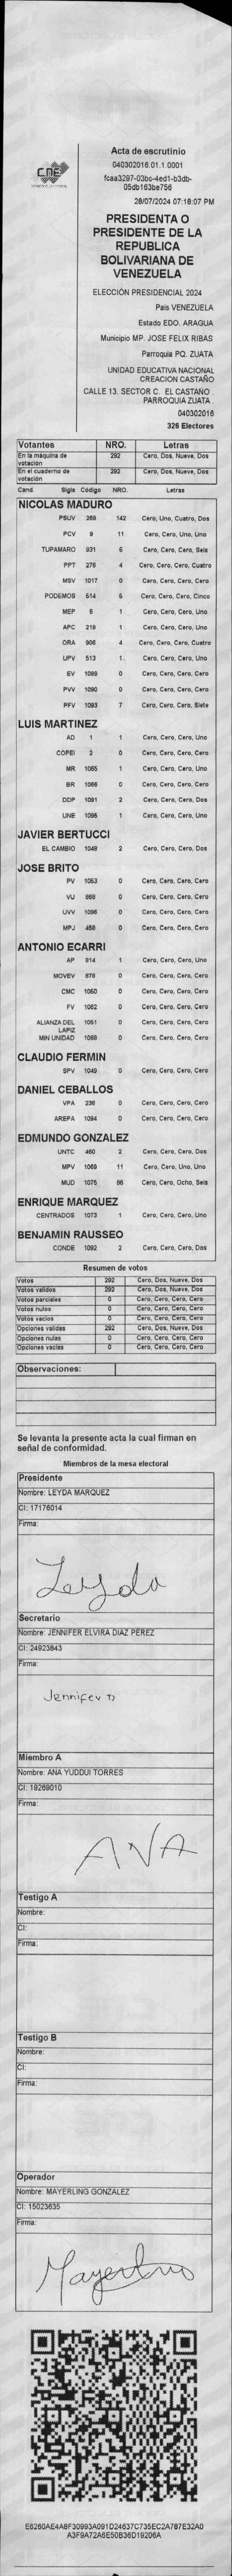 CNE
Acta de escrutinio
040302016.01.1.0001
fcaa3297-03bc-4ed1-b3db-
05db163be756
28/07/2024 07:18:07 PM
PRESIDENTA O
PRESIDENTE DE LA
REPUBLICA
BOLIVARIANA DE
VENEZUELA
ELECCIÓN PRESIDENCIAL 2024
Pais VENEZUELA
Estado EDO. ARAGUA
Municipio MP. JOSE FELIX RIBAS
Parroquia PQ. ZUATA
UNIDAD EDUCATIVA NACIONAL
CREACION CASTAÑO
CALLE 13. SECTOR C. EL CASTAÑO .
PARROQUIA ZUATA .
040302016
326 Electores
Votantes NRO. Letras
En la máquina de votación 292 Cero, Dos, Nueve, Dos
En el cuaderno de votación 292 Cero, Dos, Nueve, Dos
Cand. Sigls Código NRO. Letras
NICOLAS MADURO
PSUV 269 142 Cero, Uno, Cuatro, Dos
PCV 9 11 Cero, Cero, Uno, Uno
TUPAMARO 931 6 Cero, Cero, Cero, Seis
PPT 276 4 Cero, Cero, Cero, Cuatro
MSV 1017 0 Cero, Cero, Cero, Cero
PODEMOS 514 5 Cero, Cero, Cero, Cinco
MEP 6 1 Cero, Cero, Cero, Uno
APC 219 1 Cero, Cero, Cero, Uno
ORA 906 4 Cero, Cero, Cero, Cuatro
UPV 513 1 Cero, Cero, Cero, Uno
EV 1089 0 Cero, Cero, Cero, Cero
PVV 1090 0 Cero, Cero, Cero, Cero
PFV 1093 7 Cero, Cero, Cero, Siete
LUIS MARTINEZ
AD 1 1 Cero, Cero, Cero, Uno
COPEI 2 0 Cero, Cero, Cero, Cero
MR 1065 1 Cero, Cero, Cero, Uno
BR 1066 0 Cero, Cero, Cero, Cero
DDP 1091 2 Cero, Cero, Cero, Dos
UNE 1095 1 Cero, Cero, Cero, Uno
JAVIER BERTUCCI
EL CAMBIO 1048 2 Cero, Cero, Cero, Dos
JOSE BRITO
PV 1053 0 Cero, Cero, Cero, Cero
VU 868 0 Cero, Cero, Cero, Cero
UVV 1096 0 Cero, Cero, Cero, Cero
MPJ 458 0 Cero, Cero, Cero, Cero
ANTONIO ECARRI
AP 914 1 Cero, Cero, Cero, Uno
MOVEV 878 0 Cero, Cero, Cero, Cero
CMC 1050 0 Cero, Cero, Cero, Cero
FV 1062 0 Cero, Cero, Cero, Cero
ALIANZA DEL LAPIZ 1051 0 Cero, Cero, Cero, Cero
MIN UNIDAD 1068 0 Cero, Cero, Cero, Cero
CLAUDIO FERMIN
SPV 1049 0 Cero, Cero, Cero, Cero
DANIEL CEBALLOS
VPA 236 0 Cero, Cero, Cero, Cero
AREPA 1094 0 Cero, Cero, Cero, Cero
EDMUNDO GONZALEZ
UNTC 460 2 Cero, Cero, Cero, Dos
MPV 1069 11 Cero, Cero, Uno, Uno
MUD 1075 86 Cero, Cero, Ocho, Seis
ENRIQUE MARQUEZ
CENTRADOS 1073 1 Cero, Cero, Cero, Uno
BENJAMIN RAUSSEO
CONDE 1092 2 Cero, Cero, Cero, Dos
Resumen de votos
Votos 292 Cero, Dos, Nueve, Dos
Votos validos 292 Cero, Dos, Nueve, Dos
Votos parciales 0 Cero, Cero, Cero, Cero
Votos nulos 0 Cero, Cero, Cero, Cero
Votos vacios 0 Cero, Cero, Cero, Cero
Opciones validas 292 Cero, Dos, Nueve, Dos
Opciones nulas 0 Cero, Cero, Cero, Cero
Opciones vacias 0 Cero, Cero, Cero, Cero
Observaciones:
Se levanta la presente acta la cual firman en
señal de conformidad.
Miembros de la mesa electoral
Presidente
Nombre: LEYDA MARQUEZ
CI: 17176014
Firma:
Leyda
Secretario
Nombre: JENNIFER ELVIRA DIAZ PEREZ
CI: 24923843
Firma:
Jennifer D
Miembro A
Nombre: ANA YUDDUI TORRES
CI: 19269010
Firma:
ANA
Testigo A
Nombre:
CI:
Firma:
Testigo B
Nombre:
CI:
Firma:
Operador
Nombre: MAYERLING GONZALEZ
CI: 15023635
Firma:
E6260AE4A6F30993A091D24637C735EC2A787E32A0
A3F9A72A6E50B36D19206A